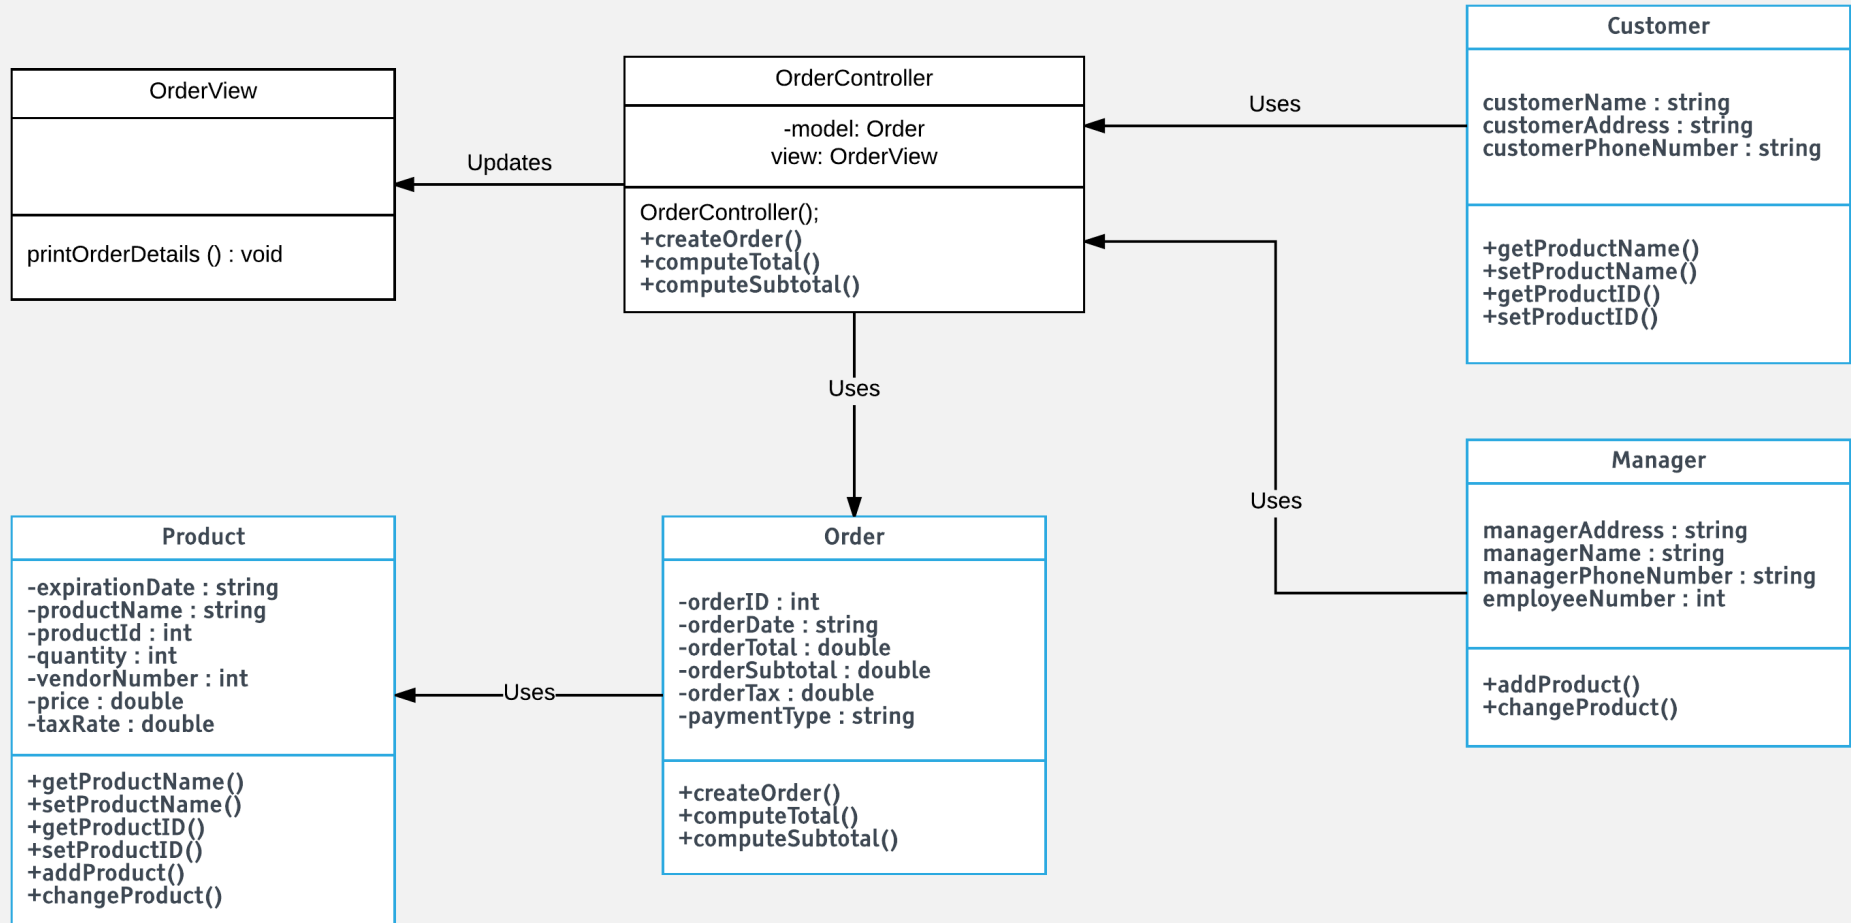 OrderView
printOrderDetails () : void
Updates
OrderController
-model: Order
view: OrderView
OrderController();
+createOrder()
+computeTotal()
+computeSubtotal()
Uses
Customer
customerName : string
customerAddress : string
customerPhoneNumber : string
+getProductName()
+setProductName()
+getProductID()
+setProductID()
Uses
Uses
Manager
managerAddress : string
managerName : string
managerPhoneNumber : string
employeeNumber : int
+addProduct()
+changeProduct()
Product
-expirationDate : string
-productName : string
-productId : int
-quantity : int
-vendorNumber : int
-price : double
-taxRate : double
+getProductName()
+setProductName()
+getProductID()
+setProductID()
+addProduct()
+changeProduct()
Uses
Order
-orderID : int
-orderDate : string
-orderTotal : double
-orderSubtotal : double
-orderTax : double
-paymentType : string
+createOrder()
+computeTotal()
+computeSubtotal()